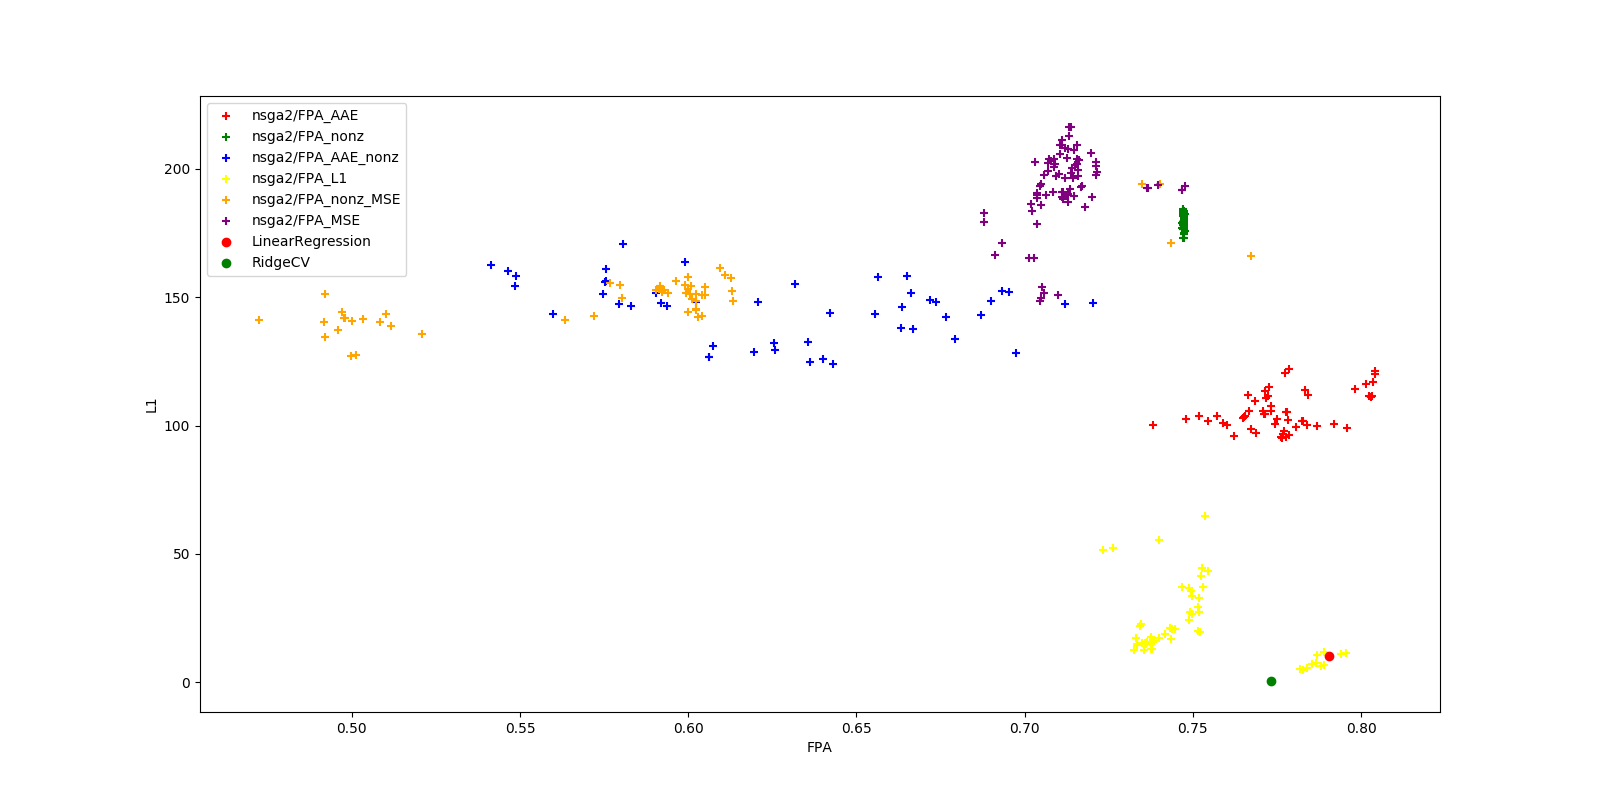 nsga2/FPA_AAE
nsga2/FPA_nonz
nsga2/FPA_AAE_nonz
nsga2/FPA_L1
nsga2/FPA_nonz_MSE
nsga2/FPA_MSE
LinearRegression
RidgeCV
200
150
100
50
0
L1
0.50 0.55 0.60 0.65 0.70 0.75 0.80
FPA